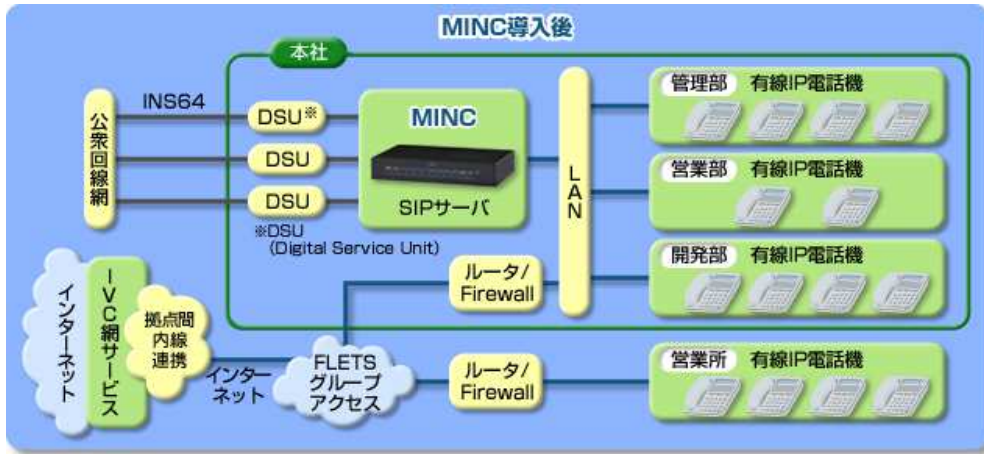 MINC導入後
本社
公衆回線網
INS64
DSU※
DSU
DSU
※DSU
(Digital Service Unit)
MINC
SIPサーバ
LAN
管理部 有線IP電話機
営業部 有線IP電話機
開発部 有線IP電話機
ルータ/
Firewall
インターネット
IVC網サービス
拠点間
内線
連携
インター
ネット
FLETS
グループ
アクセス
ルータ/
Firewall
営業所 有線IP電話機